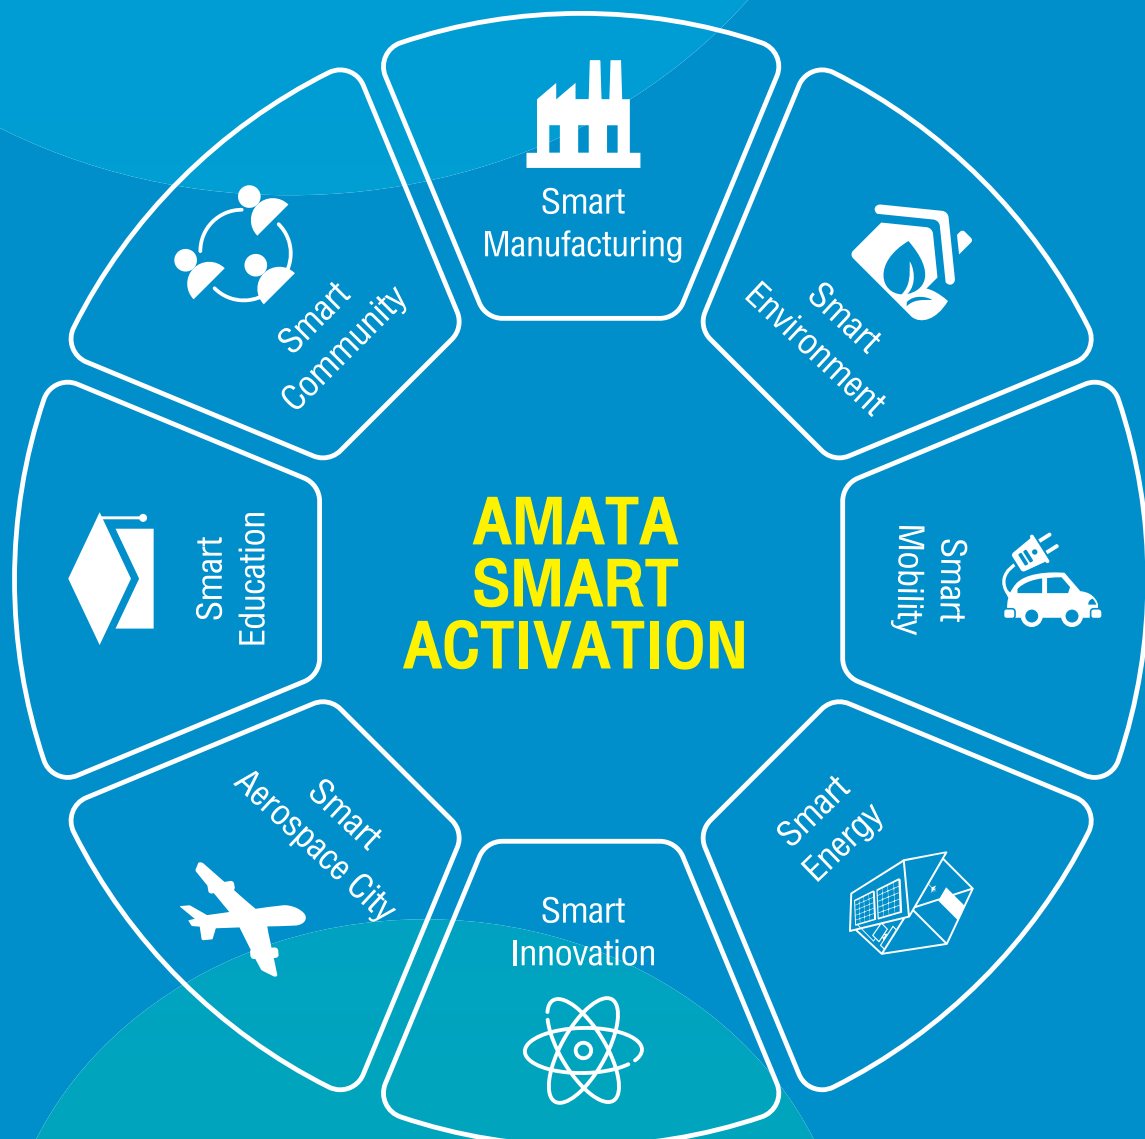 Smart
Manufacturing
Smart
Environment
Smart
Mobility
Smart
Energy
Smart
Innovation
Smart
Aerospace City
Smart
Education
Smart
Community
AMATA
SMART
ACTIVATION